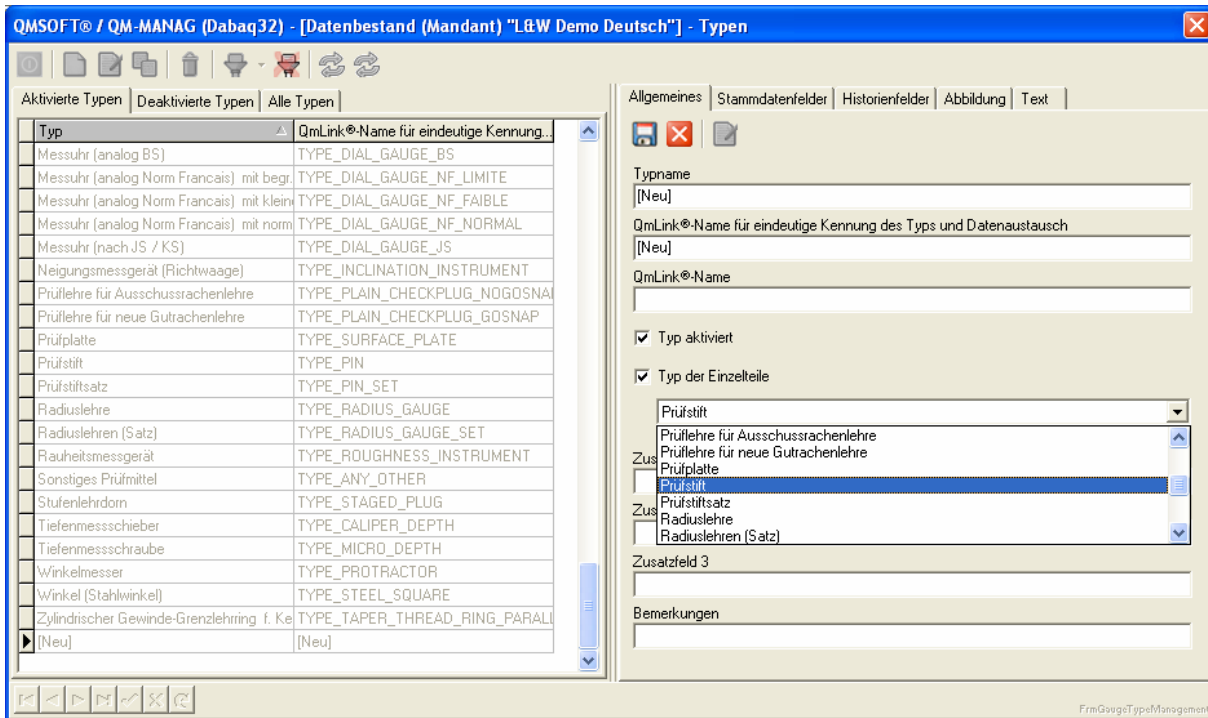 QMSOFT® / QM-MANAG (Dabaq32) - [Datenbestand (Mandant) "L&W Demo Deutsch"] - Typen
Aktivierte Typen Deaktivierte Typen Alle Typen
Typ QmLink®-Name für eindeutige Kennung...
Messuhr (analog BS) TYPE_DIAL_GAUGE_BS
Messuhr (analog Norm Francais) mit begr. TYPE_DIAL_GAUGE_NF_LIMITE
Messuhr (analog Norm Francais) mit klein TYPE_DIAL_GAUGE_NF_FAIBLE
Messuhr (analog Norm Francais) mit norm TYPE_DIAL_GAUGE_NF_NORMAL
Messuhr (nach JS / KS) TYPE_DIAL_GAUGE_JS
Neigungsmessgerät (Richtwaage) TYPE_INCLINATION_INSTRUMENT
Prüflehre für Ausschussrachenlehre TYPE_PLAIN_CHECKPLUG_NOGOSNA
Prüflehre für neue Gutrachenlehre TYPE_PLAIN_CHECKPLUG_GOSNAP
Prüfplatte TYPE_SURFACE_PLATE
Prüfstift TYPE_PIN
Prüfstiftsatz TYPE_PIN_SET
Radiuslehre TYPE_RADIUS_GAUGE
Radiuslehren (Satz) TYPE_RADIUS_GAUGE_SET
Rauheitsmessgerät TYPE_ROUGHNESS_INSTRUMENT
Sonstiges Prüfmittel TYPE_ANY_OTHER
Stufenlehrdorn TYPE_STAGED_PLUG
Tiefenmessschieber TYPE_CALIPER_DEPTH
Tiefenmessschraube TYPE_MICRO_DEPTH
Winkelmesser TYPE_PROTRACTOR
Winkel (Stahlwinkel) TYPE_STEEL_SQUARE
Zylindrischer Gewinde-Grenzlehrring f. Ke TYPE_TAPER_THREAD_RING_PARALL
[Neu] [Neu]
Allgemeines Stammdatenfelder Historienfelder Abbildung Text
Typname
[Neu]
QmLink®-Name für eindeutige Kennung des Typs und Datenaustausch
[Neu]
QmLink®-Name
Typ aktiviert
Typ der Einzelteile
Prüfstift
Prüflehre für Ausschussrachenlehre
Prüflehre für neue Gutrachenlehre
Zus
Prüfplatte
Prüfstift
Prüfstiftsatz
Zus
Radiuslehre
Radiuslehren (Satz)
Zusatzfeld 3
Bemerkungen
FrmGaugeTypeManagement